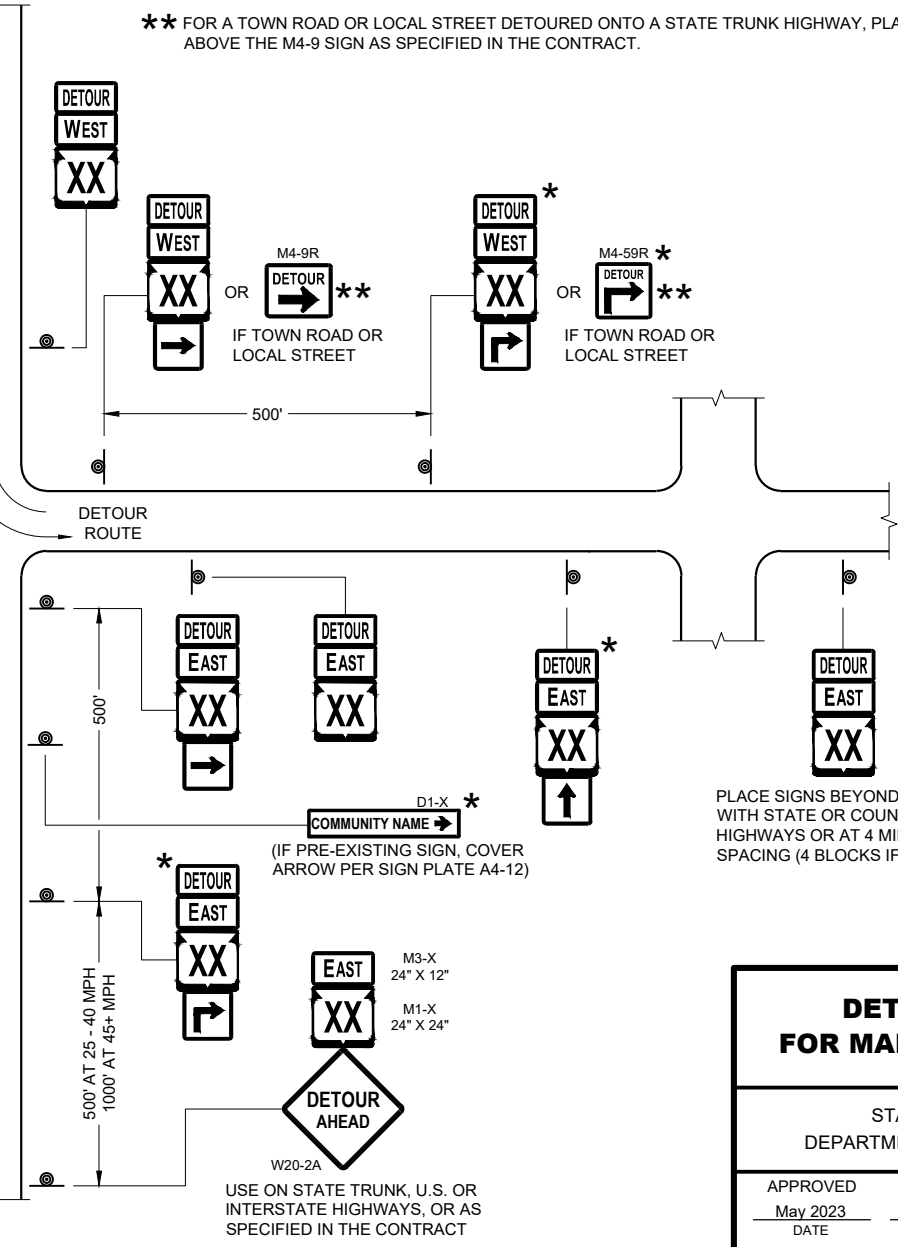 ** FOR A TOWN ROAD OR LOCAL STREET DETOURED ONTO A STATE TRUNK HIGHWAY, PLA
ABOVE THE M4-9 SIGN AS SPECIFIED IN THE CONTRACT.
DETOUR
WEST
XX
DETOUR
WEST
XX
OR
M4-9R
DETOUR
**
IF TOWN ROAD OR
LOCAL STREET
DETOUR *
WEST
XX
OR
M4-59R *
DETOUR
**
IF TOWN ROAD OR
LOCAL STREET
500'
DETOUR
ROUTE
DETOUR
EAST
XX
DETOUR
EAST
XX
DETOUR *
EAST
XX
DETOUR
EAST
XX
500'
D1-X *
COMMUNITY NAME
(IF PRE-EXISTING SIGN, COVER
ARROW PER SIGN PLATE A4-12)
PLACE SIGNS BEYOND
WITH STATE OR COUN
HIGHWAYS OR AT 4 MI
SPACING (4 BLOCKS IF
* DETOUR
EAST
XX
500' AT 25 - 40 MPH
1000' AT 45+ MPH
EAST
M3-X
24" X 12"
XX
M1-X
24" X 24"
DETOUR
AHEAD
W20-2A
USE ON STATE TRUNK, U.S. OR
INTERSTATE HIGHWAYS, OR AS
SPECIFIED IN THE CONTRACT
DET
FOR MAI
STA
DEPARTME
APPROVED
May 2023
DATE